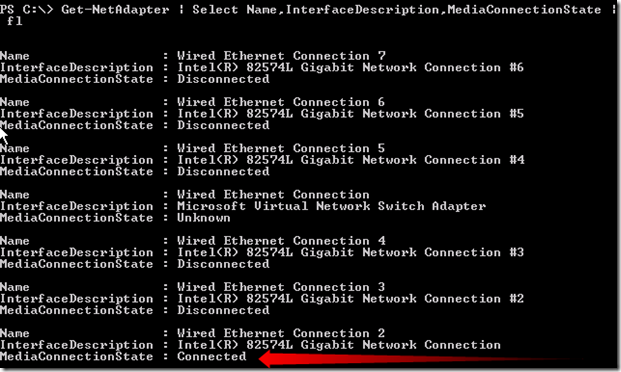 PS C:\> Get-NetAdapter | Select Name,InterfaceDescription,MediaConnectionState |
fl
Name                 : Wired Ethernet Connection 7
InterfaceDescription : Intel(R) 82574L Gigabit Network Connection #6
MediaConnectionState : Disconnected
Name                 : Wired Ethernet Connection 6
InterfaceDescription : Intel(R) 82574L Gigabit Network Connection #5
MediaConnectionState : Disconnected
Name                 : Wired Ethernet Connection 5
InterfaceDescription : Intel(R) 82574L Gigabit Network Connection #4
MediaConnectionState : Disconnected
Name                 : Wired Ethernet Connection
InterfaceDescription : Microsoft Virtual Network Switch Adapter
MediaConnectionState : Unknown
Name                 : Wired Ethernet Connection 4
InterfaceDescription : Intel(R) 82574L Gigabit Network Connection #3
MediaConnectionState : Disconnected
Name                 : Wired Ethernet Connection 3
InterfaceDescription : Intel(R) 82574L Gigabit Network Connection #2
MediaConnectionState : Disconnected
Name                 : Wired Ethernet Connection 2
InterfaceDescription : Intel(R) 82574L Gigabit Network Connection
MediaConnectionState : Connected